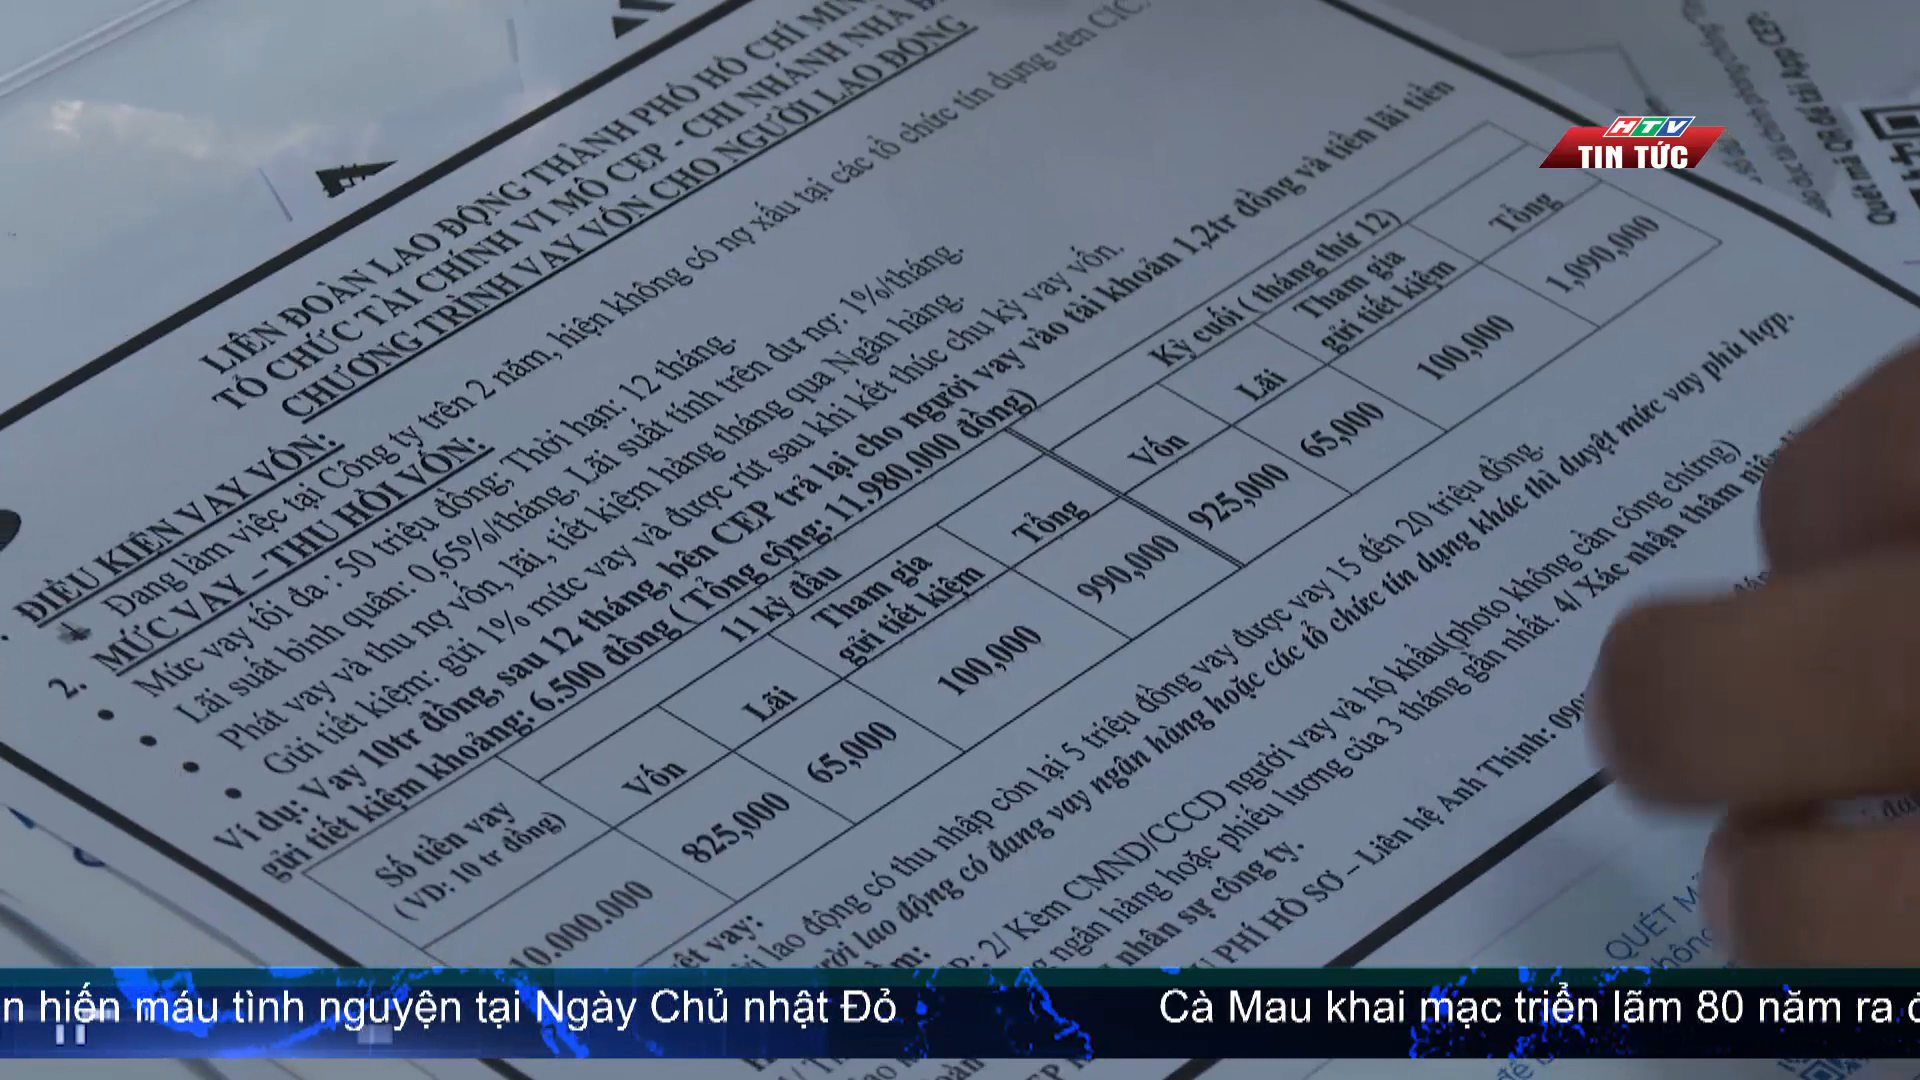 LIÊN ĐOÀN LAO ĐỘNG THÀNH PHỐ HỒ CHÍ MINH
TỔ CHỨC TÀI CHÍNH VI MÔ CEP - CHI NHÁNH NHÀ
CHƯƠNG TRÌNH VAY VỐN CHO NGƯỜI LAO ĐỘNG
ĐIỀU KIỆN VAY VỐN:
Đang làm việc tại Công ty trên 2 năm, hiện không có nợ xấu tại các tổ chức tín dụng trên CIC.
2. MỨC VAY – THU HỒI VỐN:
• Mức vay tối đa : 50 triệu đồng; Thời hạn: 12 tháng.
• Lãi suất bình quân: 0,65%/tháng, Lãi suất tính trên dư nợ: 1%/tháng.
• Phát vay và thu nợ vốn, lãi, tiết kiệm hàng tháng qua Ngân hàng.
• Gửi tiết kiệm: gửi 1% mức vay và được rút sau khi kết thúc chu kỳ vay vốn.
Ví dụ: Vay 10tr đồng, sau 12 tháng, bên CEP trả lại cho người vay vào tài khoản 1,2tr đồng và tiền lãi tiền
gửi tiết kiệm khoảng: 6.500 đồng ( Tổng cộng: 11.980.000 đồng)
Số tiền vay
(VD: 10 tr đồng)
11 kỳ đầu
Kỳ cuối ( tháng thứ 12)
Vốn
Lãi
Tham gia
gửi tiết kiệm
Tổng
Vốn
Lãi
Tham gia
gửi tiết kiệm
Tổng
10.000.000
825,000
65,000
100,000
990,000
925,000
65,000
100,000
1,090,000
vay:
lao động có thu nhập còn lại 5 triệu đồng vay được vay 15 đến 20 triệu đồng.
lao động có đang vay ngân hàng hoặc các tổ chức tín dụng khác thì duyệt mức vay phù hợp.
2/ Kèm CMND/CCCD người vay và hộ khẩu(photo không cần công chứng)
ngân hàng hoặc phiếu lương của 3 tháng gần nhất. 4/ Xác nhận thâm niên
nhân sự công ty.
PHÍ HỒ SƠ – Liên hệ Anh Thịnh: 090
Quét mã QR để tải App CEP
QUÉT M
HTV
TIN TỨC
n hiến máu tình nguyện tại Ngày Chủ nhật Đỏ
Cà Mau khai mạc triển lãm 80 năm ra